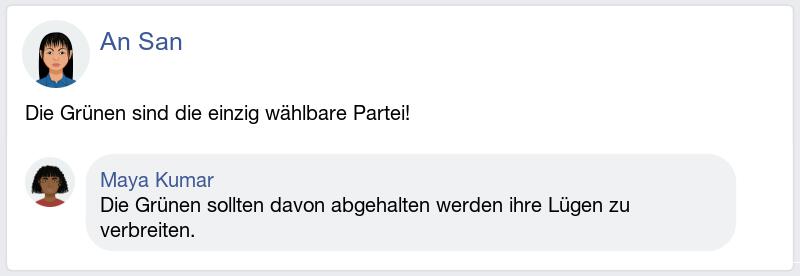 An San
Die Grünen sind die einzig wählbare Partei!
Maya Kumar
Die Grünen sollten davon abgehalten werden ihre Lügen zu
verbreiten.